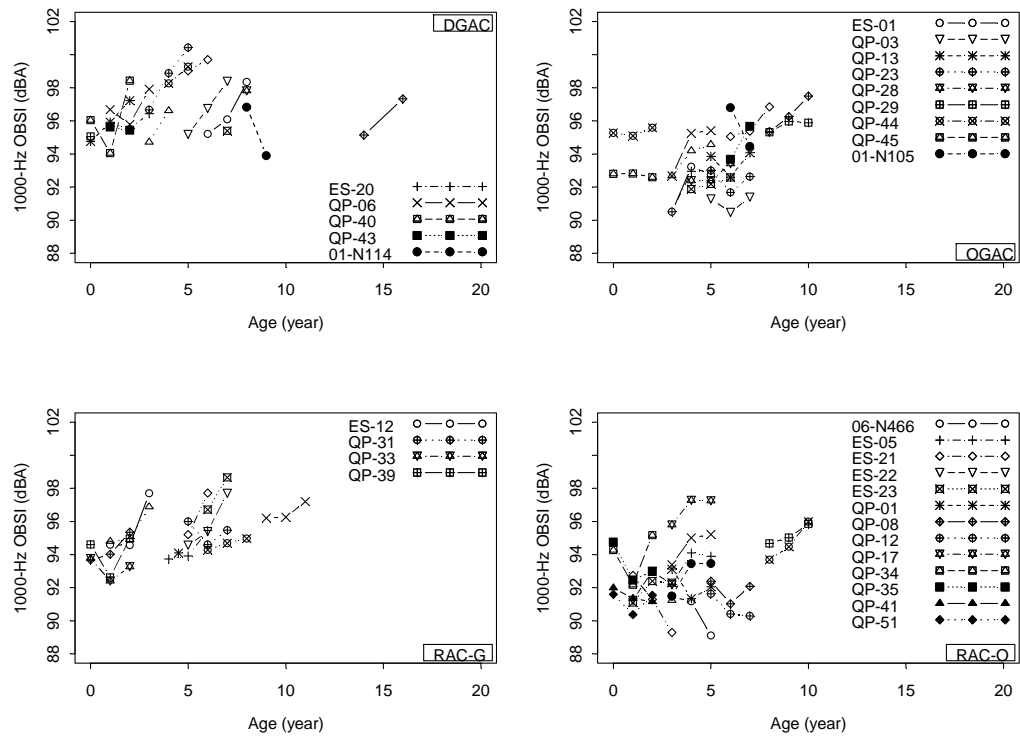 1000-Hz OBSI (dBA)
88 90 92 94 96 98 102
DGAC
ES-20
QP-06
QP-40
QP-43
01-N114
0 5 10 15 20
Age (year)
1000-Hz OBSI (dBA)
88 90 92 94 96 98 102
ES-01
QP-03
QP-13
QP-23
QP-28
QP-29
QP-44
QP-45
01-N105
OGAC
0 5 10 15 20
Age (year)
1000-Hz OBSI (dBA)
88 90 92 94 96 98 102
ES-12
QP-31
QP-33
QP-39
RAC-G
0 5 10 15 20
Age (year)
1000-Hz OBSI (dBA)
88 90 92 94 96 98 102
06-N466
ES-05
ES-21
ES-22
ES-23
QP-01
QP-08
QP-12
QP-17
QP-34
QP-35
QP-41
QP-51
RAC-O
0 5 10 15 20
Age (year)